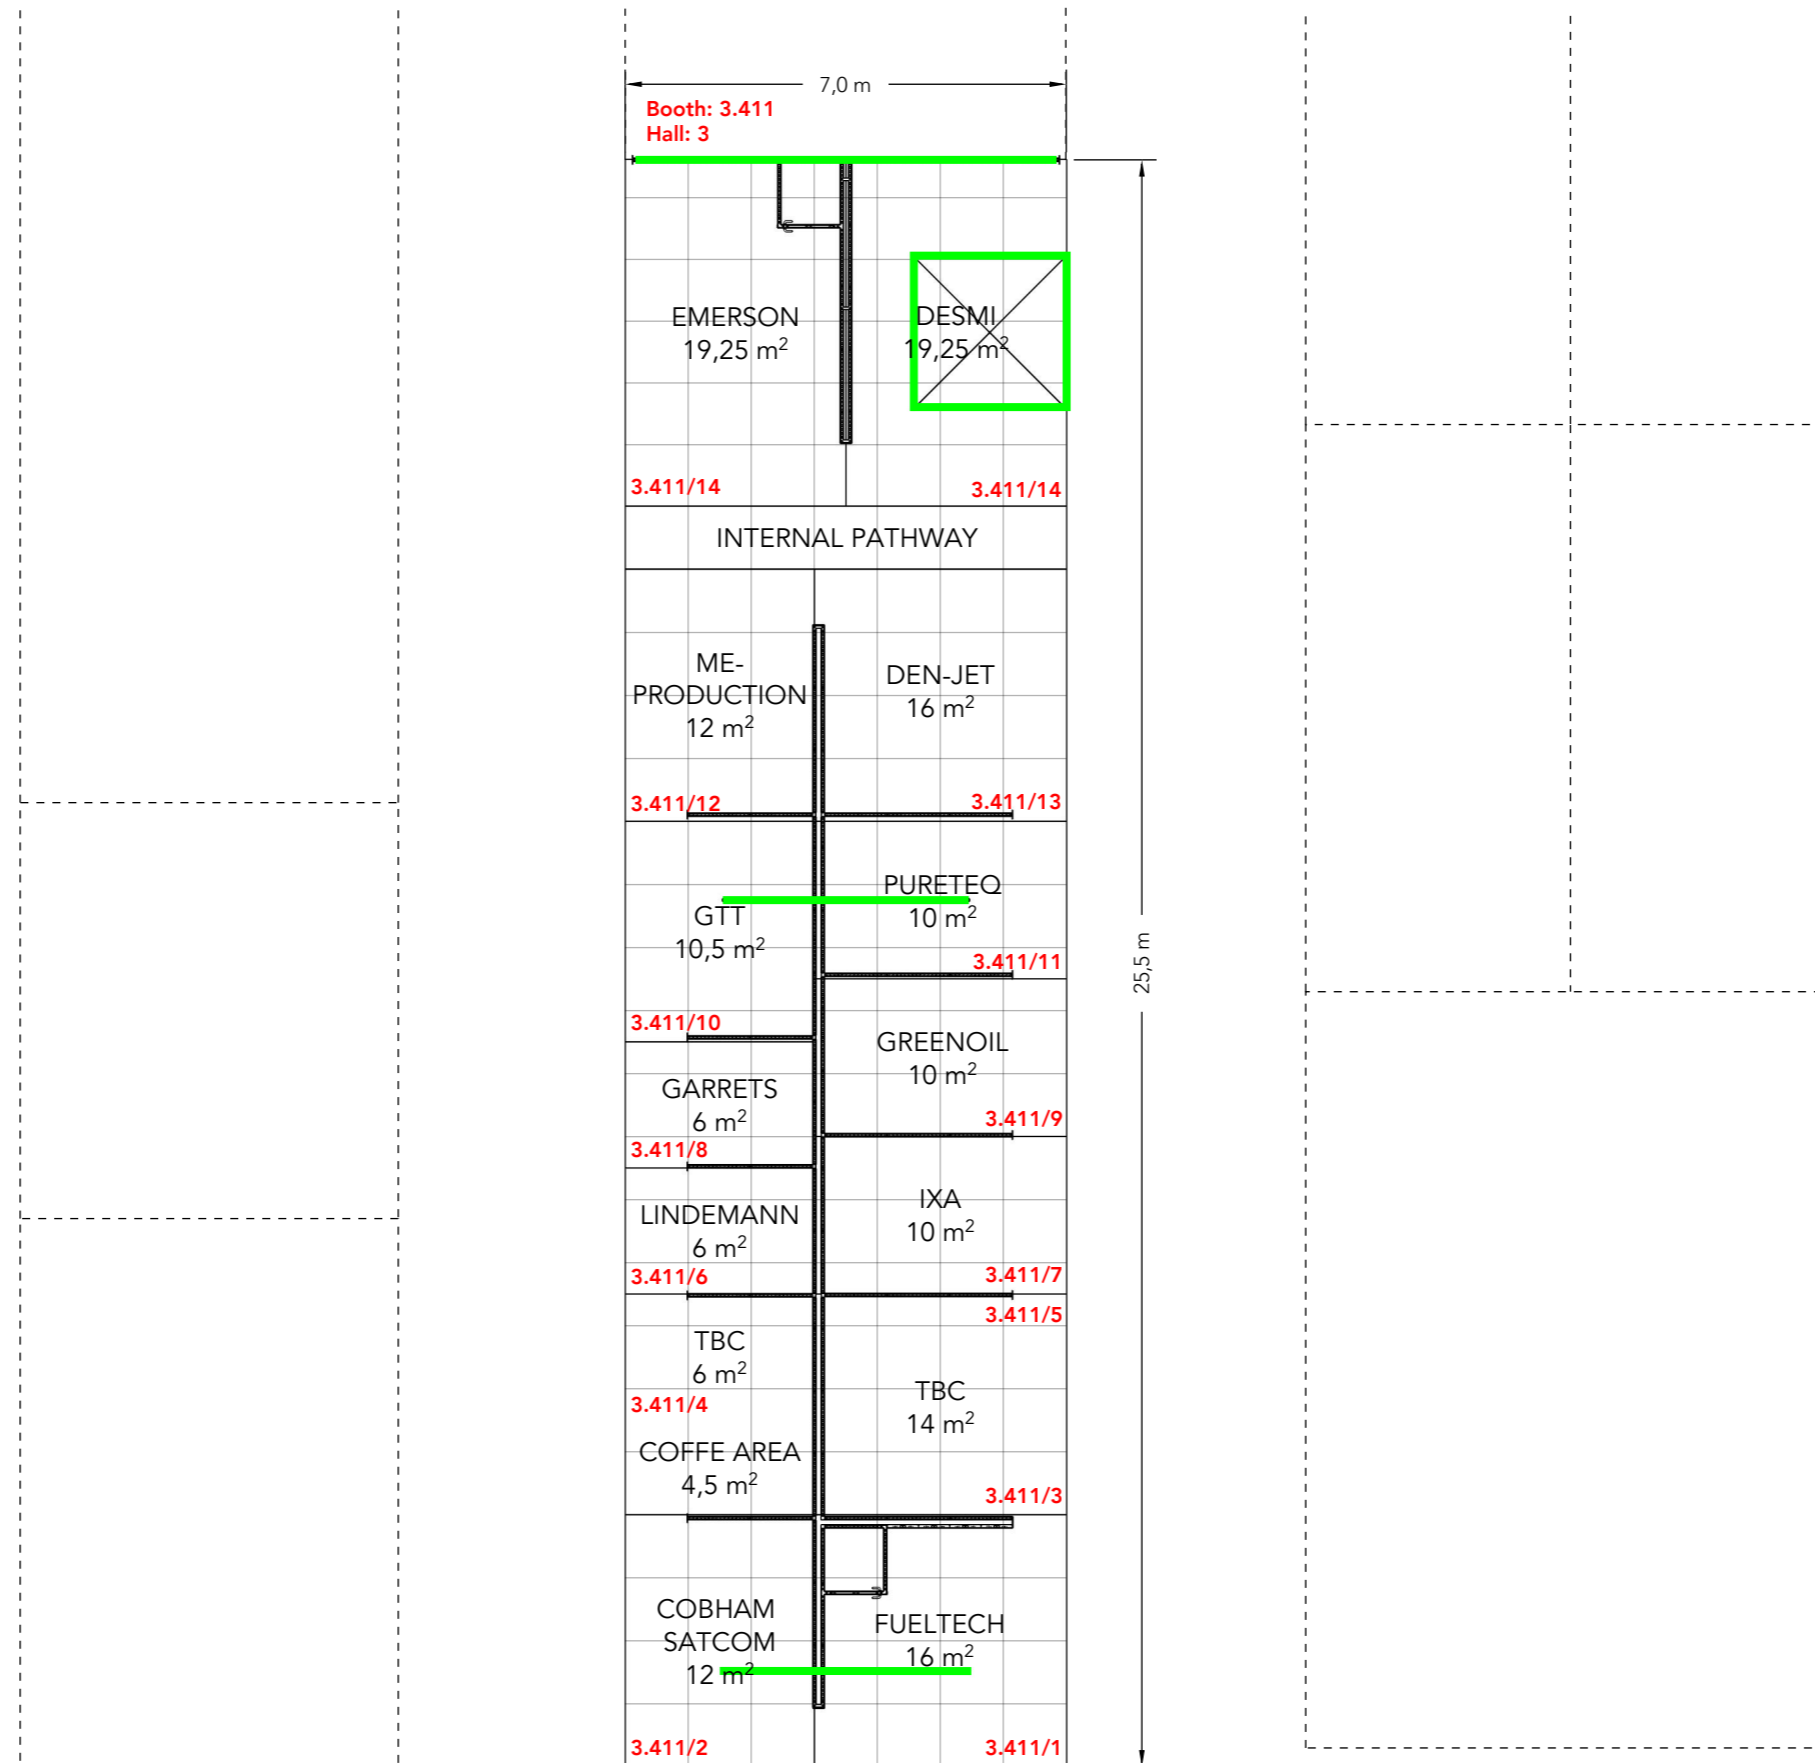 7,0 m
Booth: 3.411
Hall: 3
EMERSON
19,25 m²
DESMI
19,25 m²
3.411/14
3.411/14
INTERNAL PATHWAY
ME-
PRODUCTION
12 m²
DEN-JET
16 m²
3.411/12
3.411/13
PURETEQ
10 m²
GTT
10,5 m²
25,5 m
3.411/11
3.411/10
GREENOIL
10 m²
GARRETS
6 m²
3.411/9
3.411/8
IXA
10 m²
LINDEMANN
6 m²
3.411/7
3.411/6
3.411/5
TBC
6 m²
3.411/4
TBC
14 m²
COFFE AREA
4,5 m²
3.411/3
COBHAM
SATCOM
12 m²
FUELTECH
16 m²
3.411/2
3.411/1